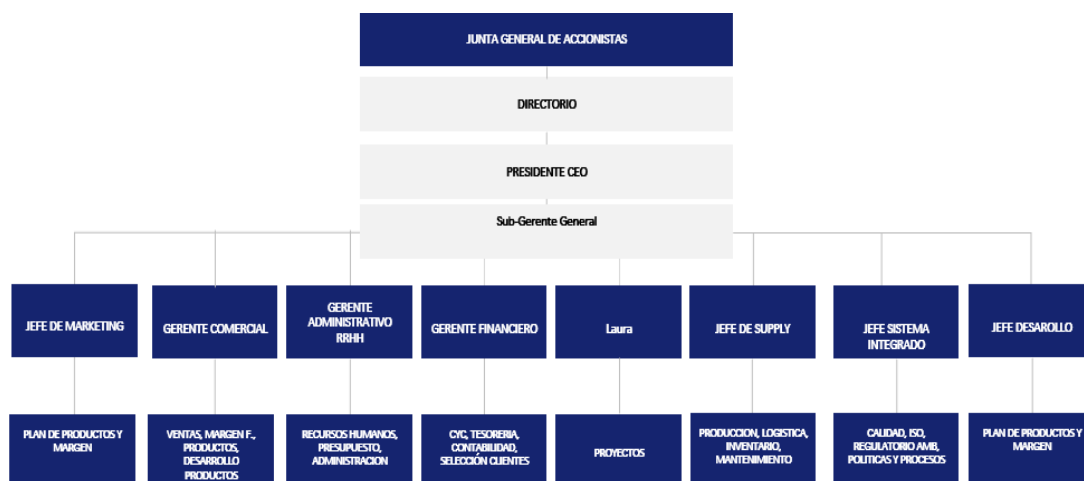 JUNTA GENERAL DE ACCIONISTAS
DIRECTORIO
PRESIDENTE CEO
Sub-Gerente General
JEFE DE MARKETING
GERENTE COMERCIAL
GERENTE
ADMINISTRATIVO
RRHH
GERENTE FINANCIERO
Laura
JEFE DE SUPPLY
JEFE SISTEMA
INTEGRADO
JEFE DESAROLLO
PLAN DE PRODUCTOS Y
MARGEN
VENTAS, MARGEN F.,
PRODUCTOS,
DESARROLLO
PRODUCTOS
RECURSOS HUMANOS,
PRESUPUESTO,
ADMINISTRACION
CYC, TESORERIA,
CONTABILIDAD,
SELECCIÓN CLIENTES
PROYECTOS
PRODUCCION, LOGISTICA,
INVENTARIO,
MANTENIMIENTO
CALIDAD, ISO,
REGULATORIO AMB,
POLITICAS Y PROCESOS
PLAN DE PRODUCTOS Y
MARGEN